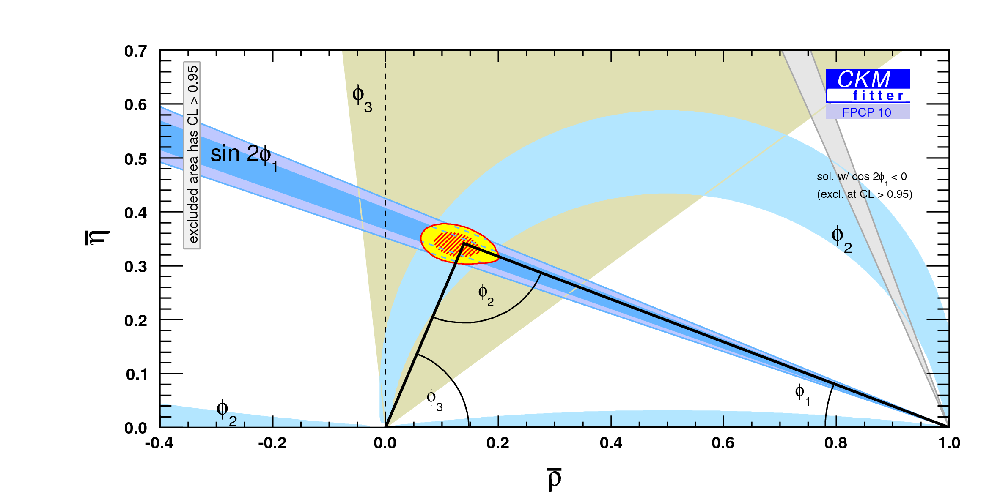 0.7
0.6
0.5
0.4
0.3
0.2
0.1
0.0
-0.4
-0.2
0.0
0.2
0.4
0.6
0.8
1.0
η̅
ρ̅
excluded area has CL > 0.95
ϕ3
sin 2ϕ1
CKM
fitter
FPCP 10
sol. w/ cos 2ϕ1 < 0
(excl. at CL > 0.95)
ϕ2
ϕ2
ϕ3
ϕ1
ϕ2